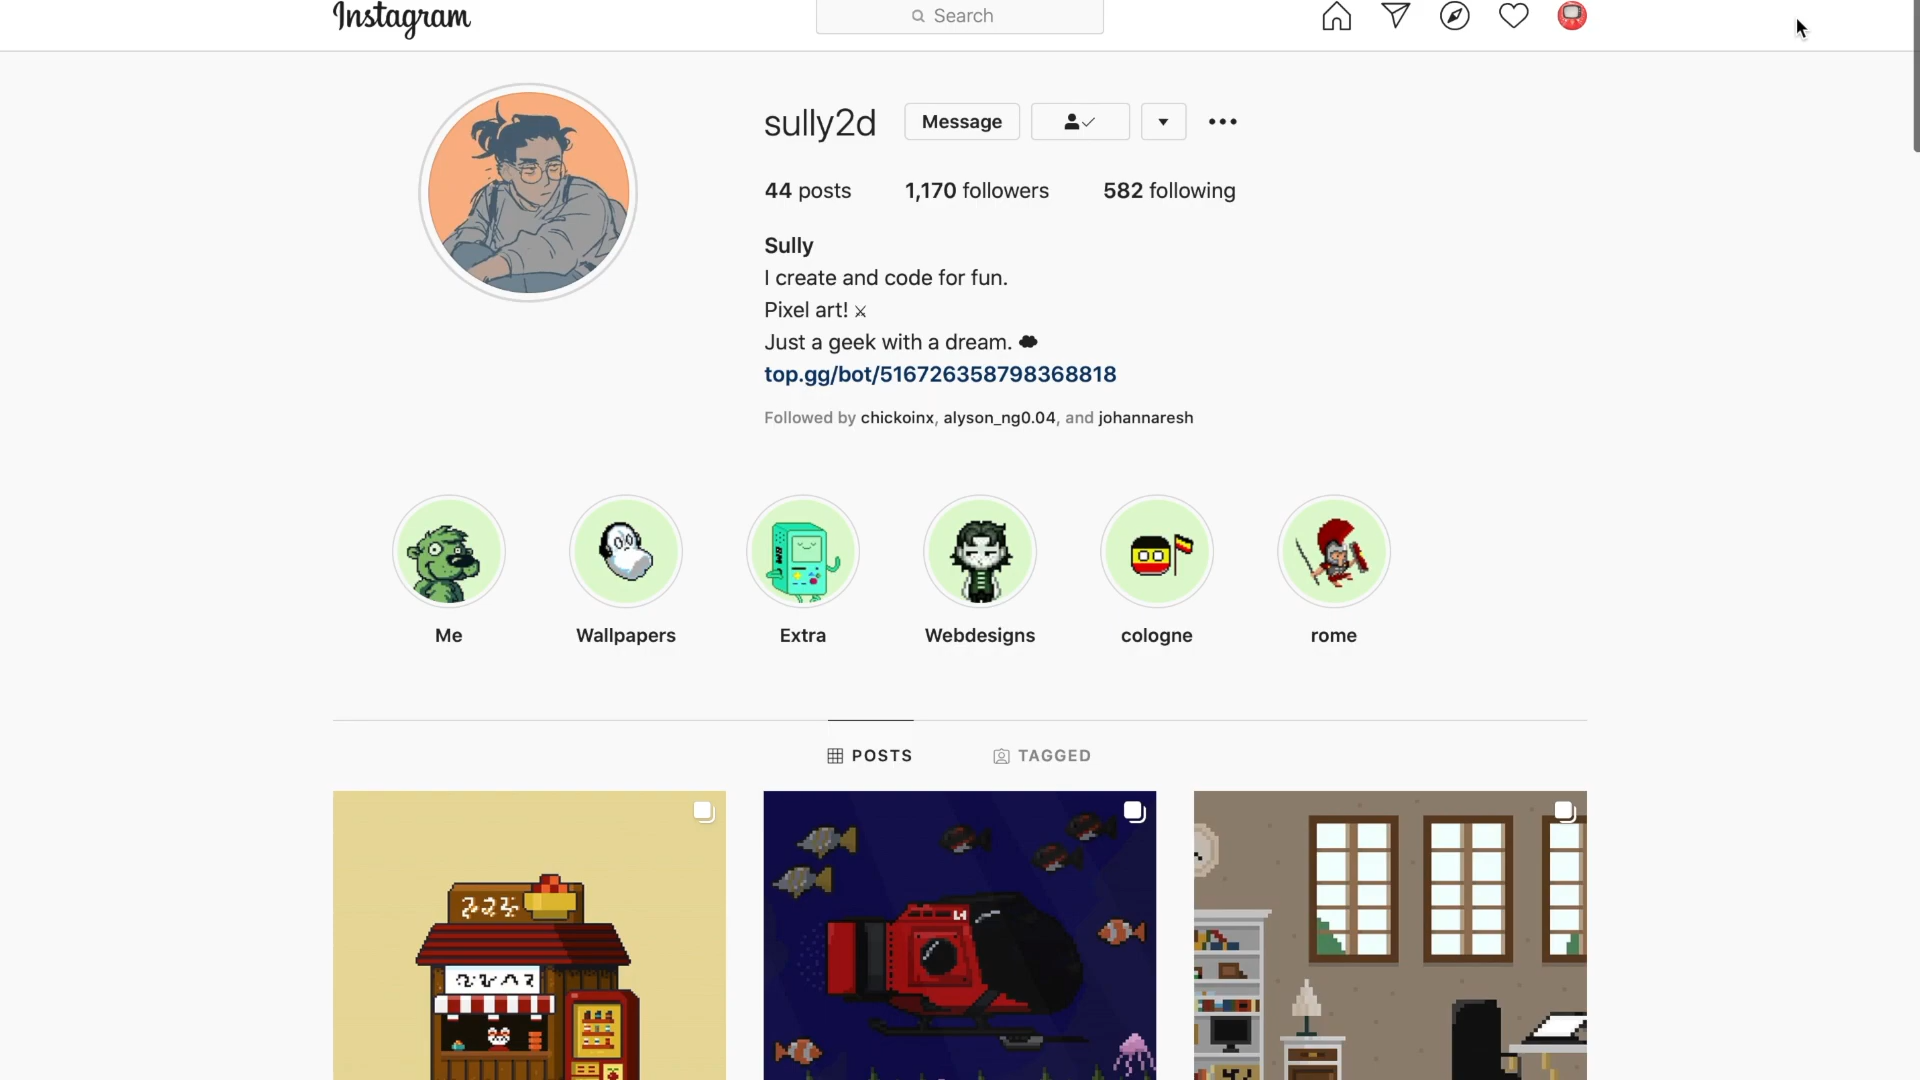 Instagram
Search
sully2d
Message
44 posts
1,170 followers
582 following
Sully
I create and code for fun.
Pixel art! ⚔
Just a geek with a dream.
top.gg/bot/516726358798368818
Followed by chickoinx, alyson_ng0.04, and johannaresh
Me
Wallpapers
Extra
Webdesigns
cologne
rome
POSTS
TAGGED